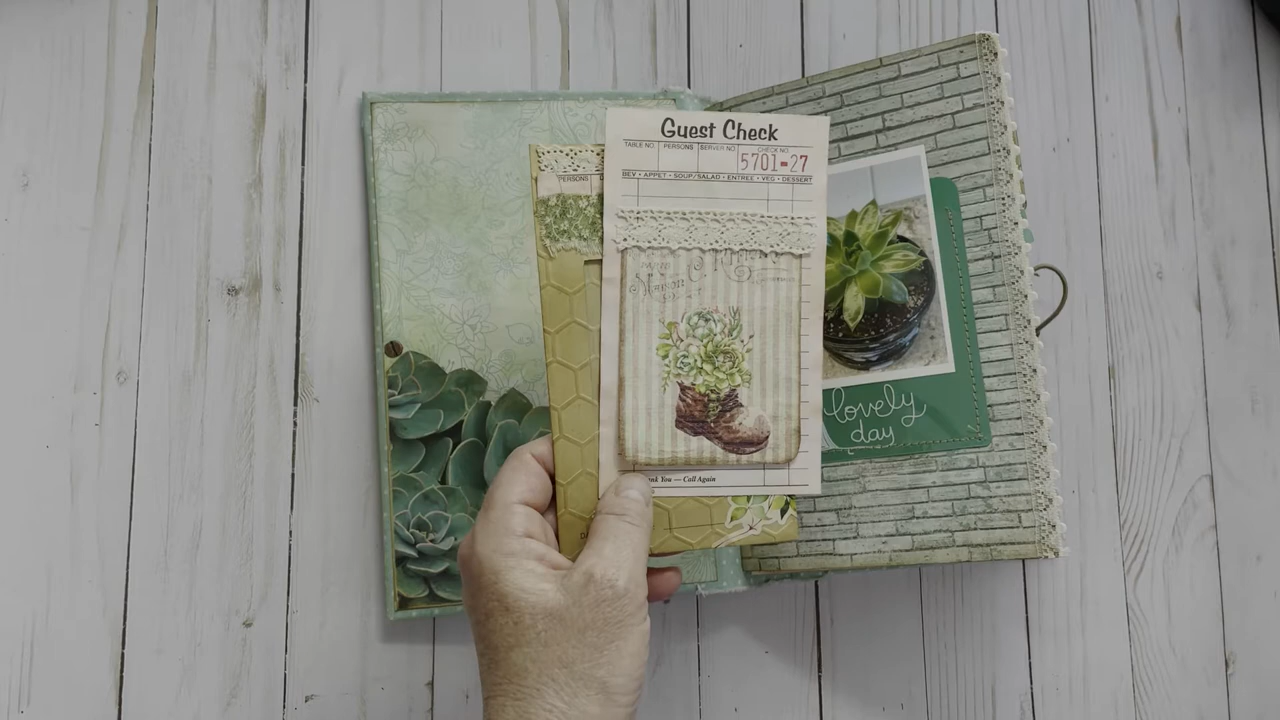 Guest Check
TABLE NO. PERSONS SERVER NO. CHECK NO.
5701-27
BEV • APPET • SOUP/SALAD • ENTREE • VEG • DESSERT
PERSONS
You — Call Again
lovely
day